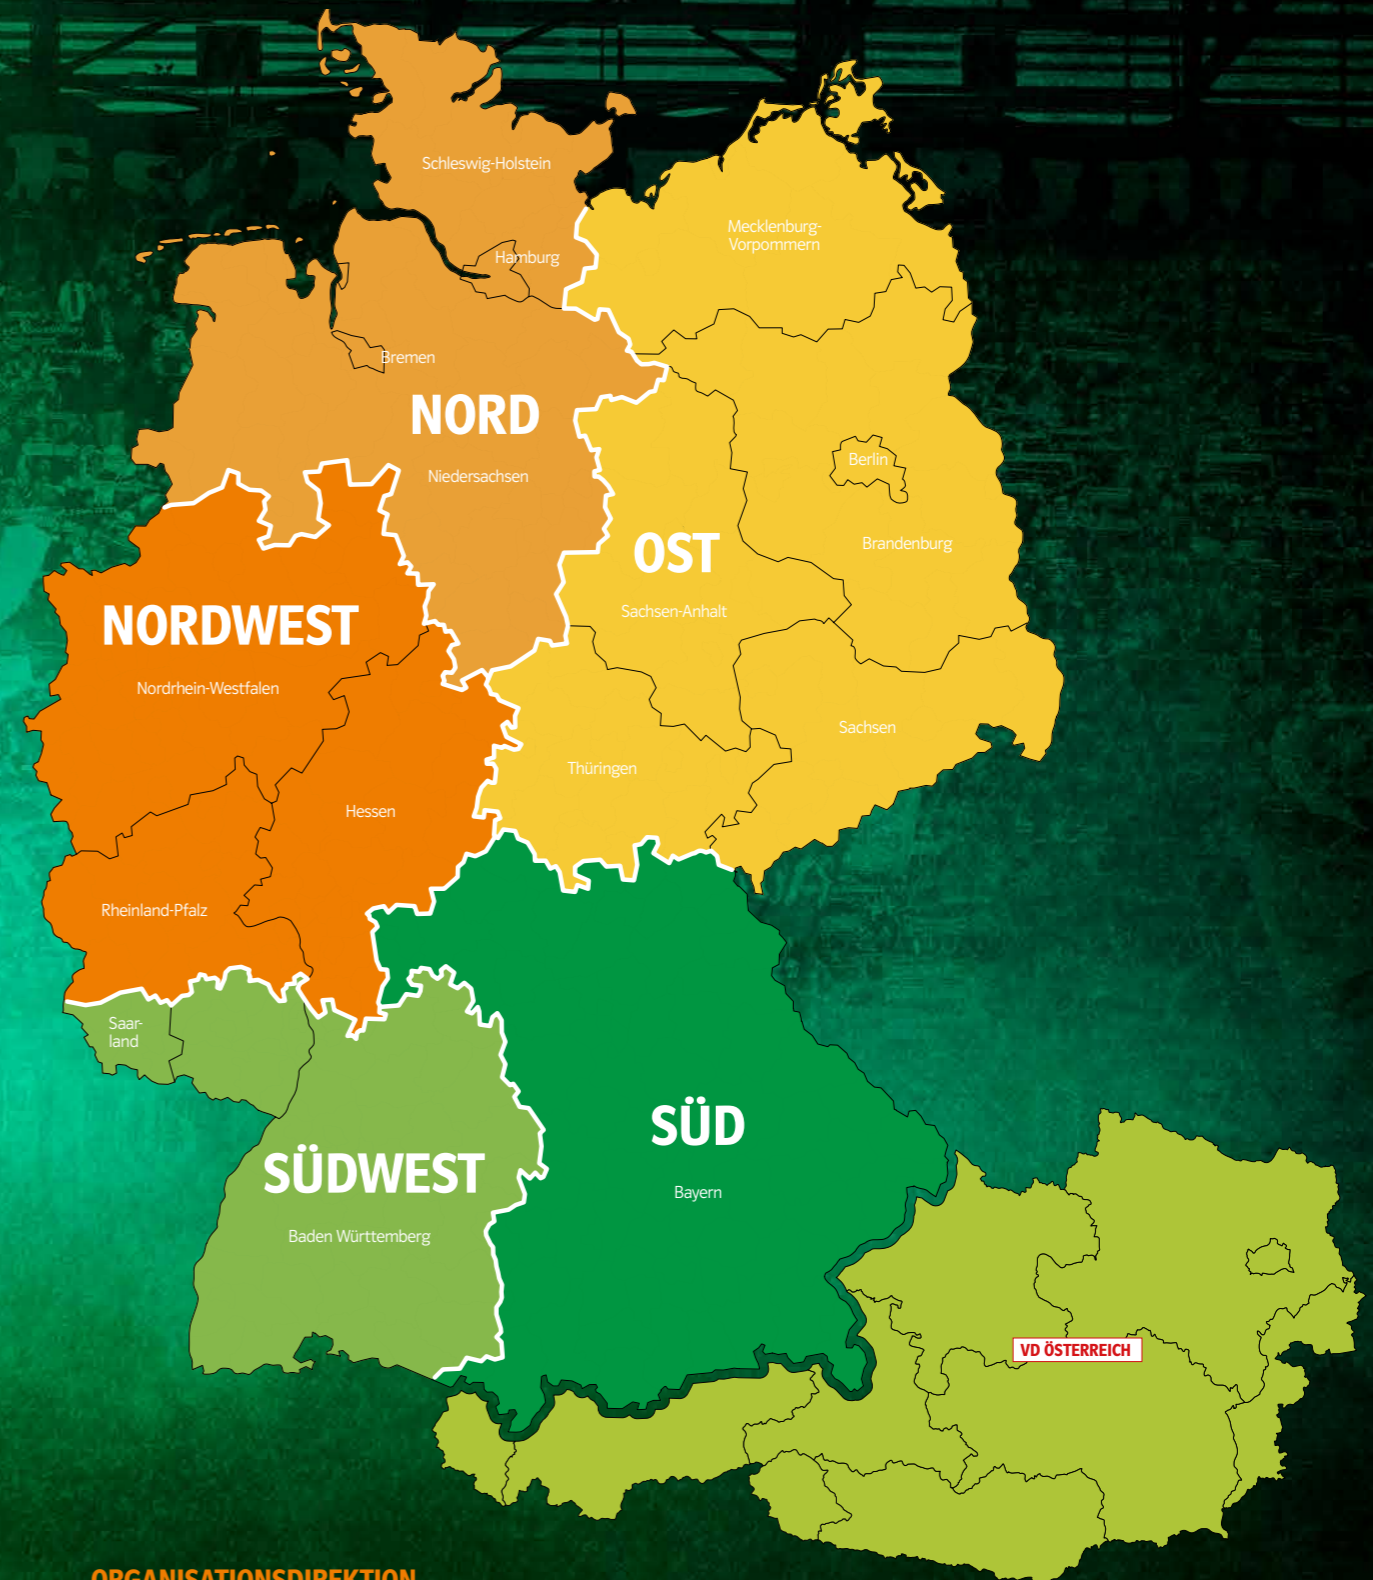 Schleswig-Holstein
Mecklenburg-
Vorpommern
Hamburg
Bremen
NORD
Niedersachsen
Berlin
OST
Brandenburg
Sachsen-Anhalt
NORDWEST
Nordrhein-Westfalen
Sachsen
Thüringen
Hessen
Rheinland-Pfalz
Saar-
land
SÜD
SÜDWEST
Bayern
Baden Württemberg
VD ÖSTERREICH
ORGANISATIONSDIREKTION